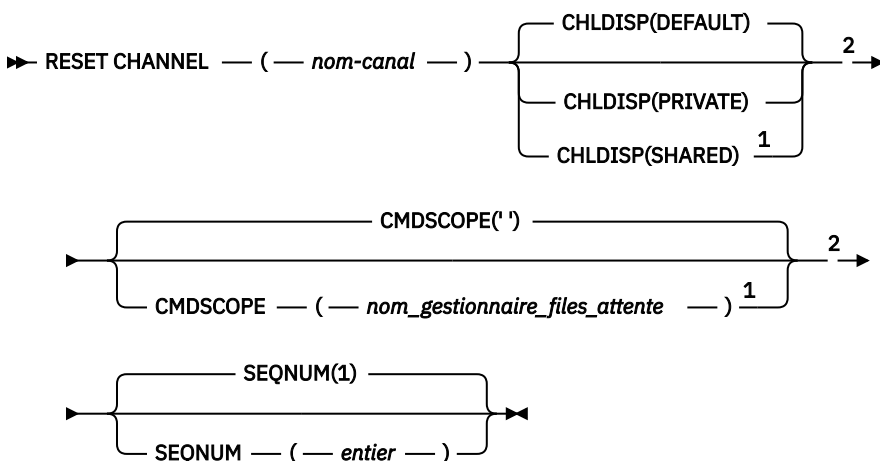 CHLDISP(DEFAULT)
RESET CHANNEL ( nom-canal ) 2
CHLDISP(PRIVATE)
CHLDISP(SHARED) 1
CMDSCOPE(' ')
2
CMDSCOPE ( nom_gestionnaire_files_attente ) 1
SEQNUM(1)
SEQNUM ( entier )